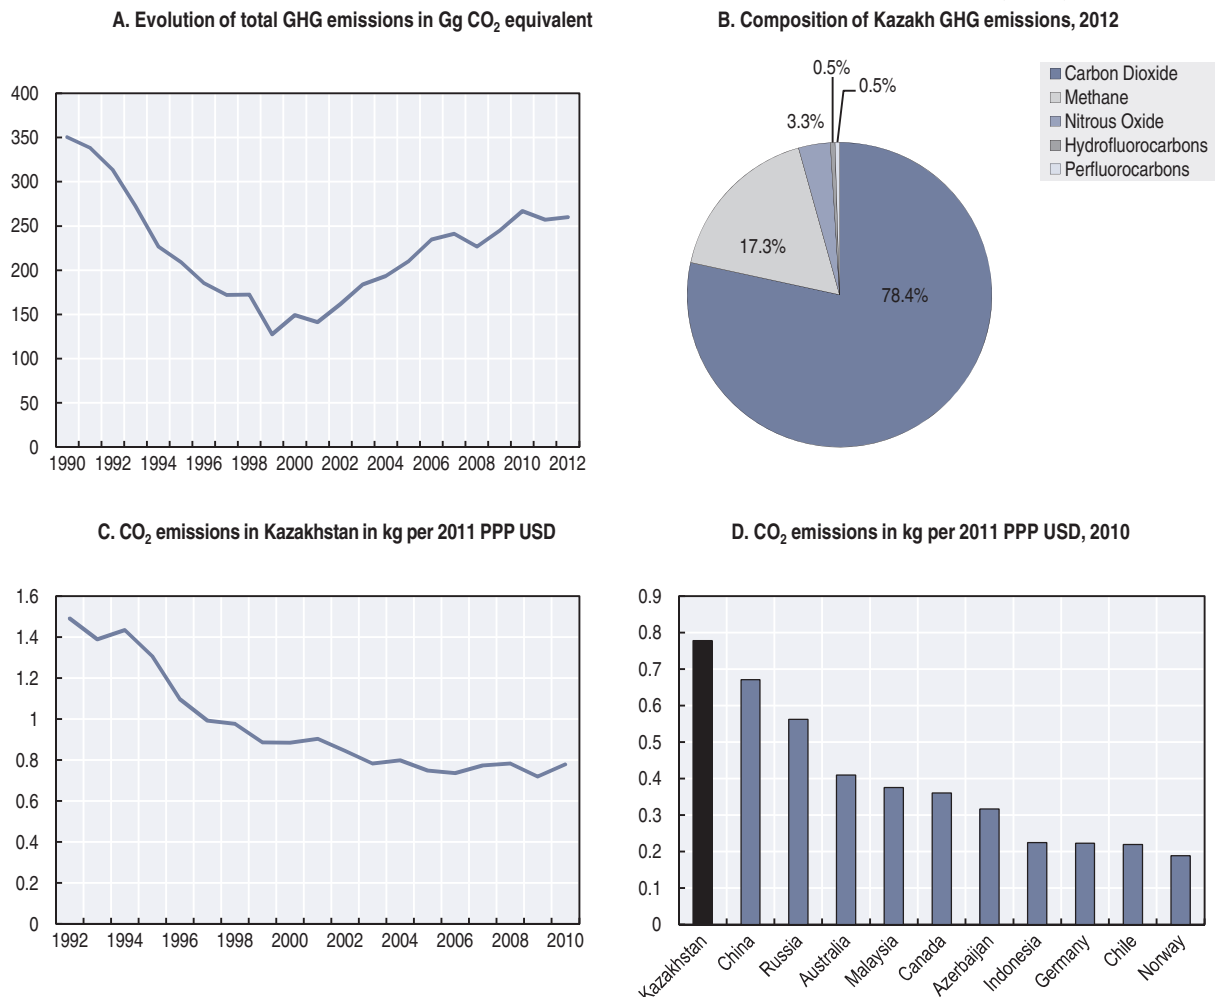 A. Evolution of total GHG emissions in Gg CO₂ equivalent
400
350
300
250
200
150
100
50
0
1990 1992 1994 1996 1998 2000 2002 2004 2006 2008 2010 2012
B. Composition of Kazakh GHG emissions, 2012
0.5%
0.5%
3.3%
17.3%
78.4%
Carbon Dioxide
Methane
Nitrous Oxide
Hydrofluorocarbons
Perfluorocarbons
C. CO₂ emissions in Kazakhstan in kg per 2011 PPP USD
1.6
1.4
1.2
1
0.8
0.6
0.4
0.2
0
1992 1994 1996 1998 2000 2002 2004 2006 2008 2010
D. CO₂ emissions in kg per 2011 PPP USD, 2010
0.9
0.8
0.7
0.6
0.5
0.4
0.3
0.2
0.1
0
Kazakhstan
China
Russia
Australia
Malaysia
Canada
Azerbaijan
Indonesia
Germany
Chile
Norway